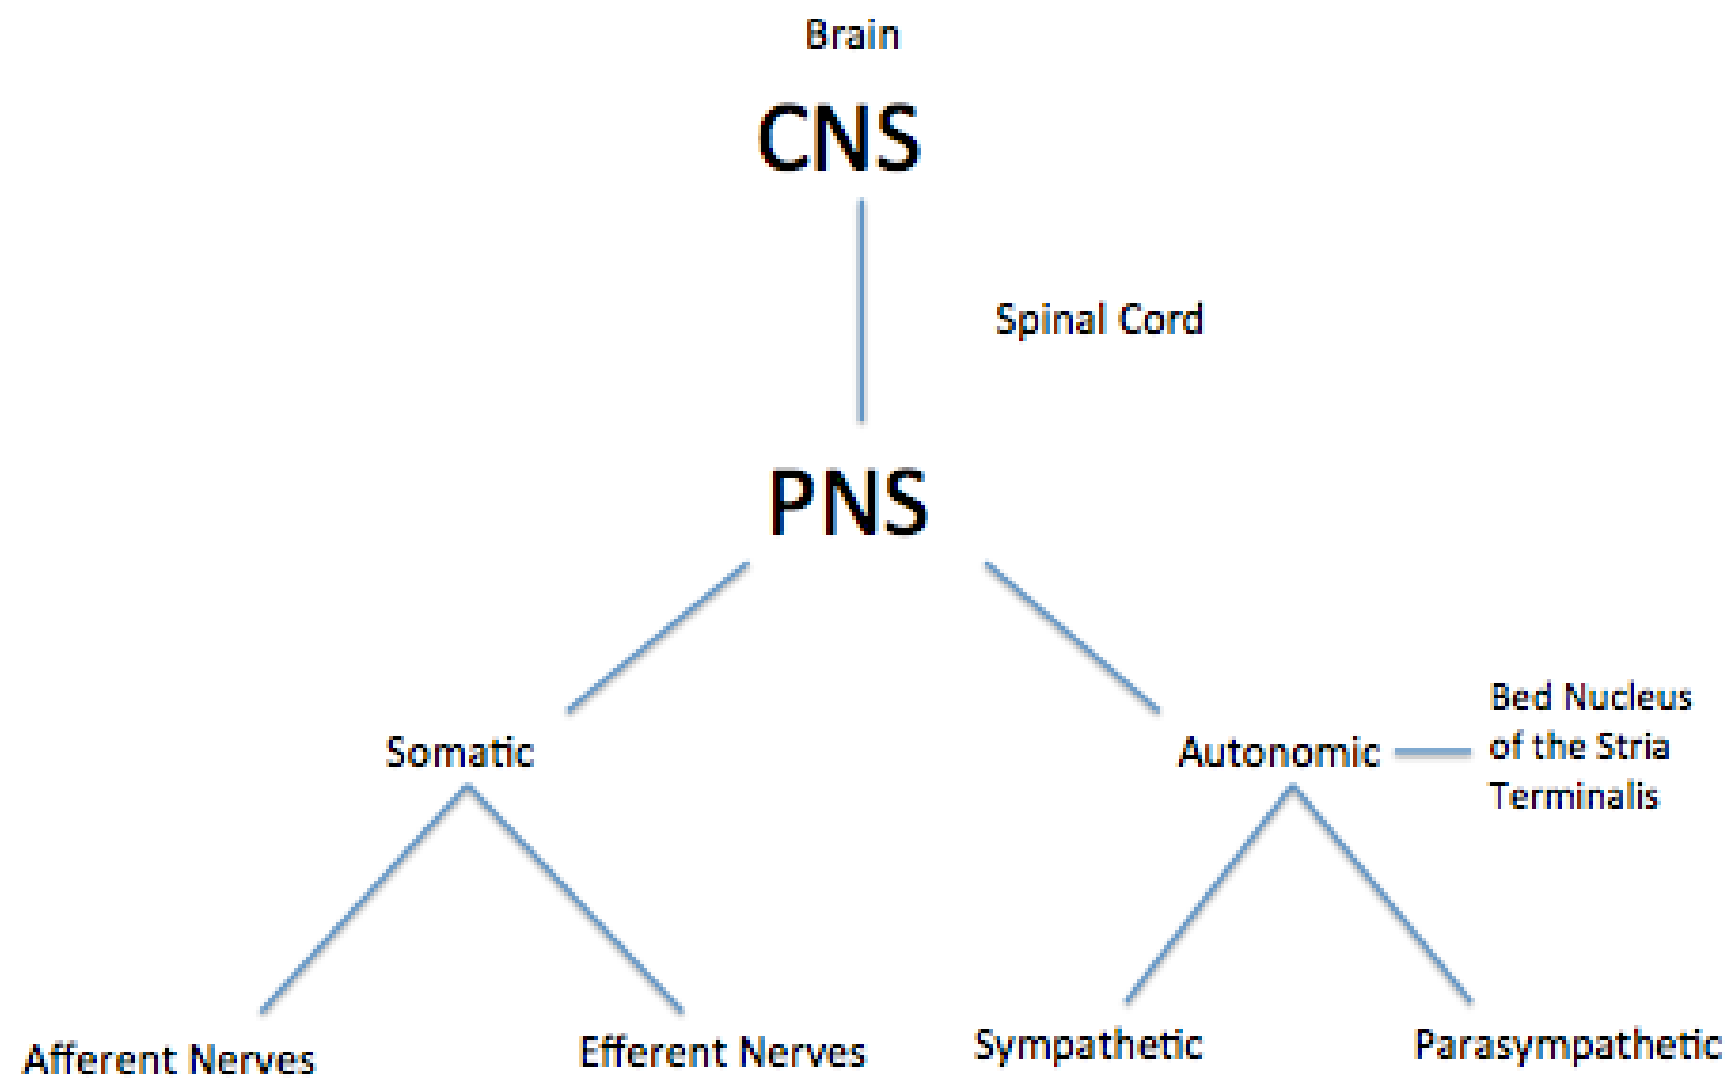 Brain
CNS
Spinal Cord
PNS
Somatic
Autonomic
Bed Nucleus
of the Stria
Terminalis
Afferent Nerves
Efferent Nerves
Sympathetic
Parasympathetic